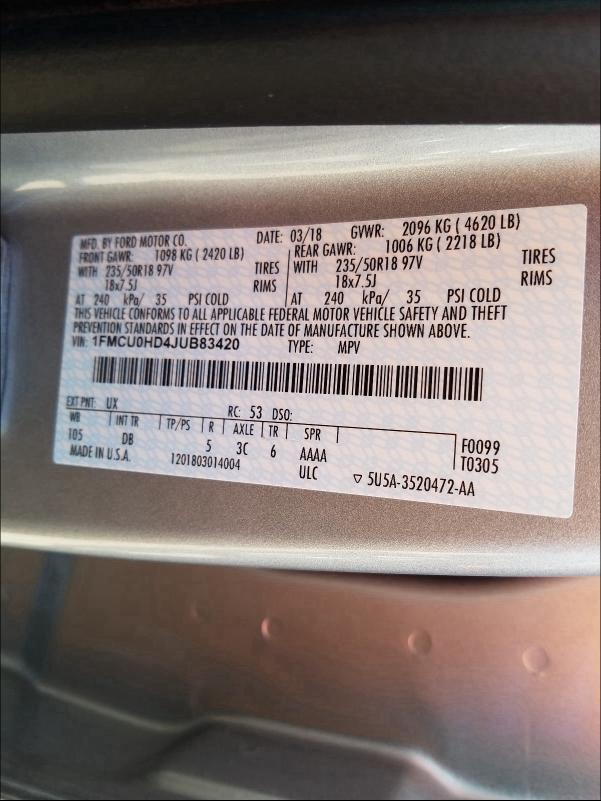 MFD. BY FORD MOTOR CO. DATE: 03/18 GVWR: 2096 KG ( 4620 LB)
FRONT GAWR: 1098 KG ( 2420 LB) REAR GAWR: 1006 KG ( 2218 LB)
WITH 235/50R18 97V TIRES WITH 235/50R18 97V TIRES
18x7.5J RIMS 18x7.5J RIMS
AT 240 kPa/ 35 PSI COLD AT 240 kPa/ 35 PSI COLD
THIS VEHICLE CONFORMS TO ALL APPLICABLE FEDERAL MOTOR VEHICLE SAFETY AND THEFT
PREVENTION STANDARDS IN EFFECT ON THE DATE OF MANUFACTURE SHOWN ABOVE.
VIN: 1FMCU0HD4JUB83420 TYPE: MPV
EXT PNT: UX RC: 53 DSO:
WB INT TR TP/PS R AXLE TR SPR
105 DB 5 3C 6 AAAA F0099
MADE IN U.S.A. 1201803014004 ULC T0305
▽ 5U5A-3520472-AA